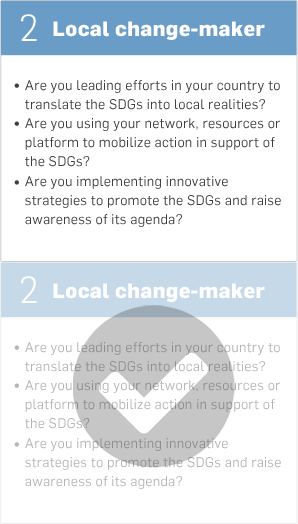 2 Local change-maker
• Are you leading efforts in your country to
translate the SDGs into local realities?
• Are you using your network, resources or
platform to mobilize action in support of
the SDGs?
• Are you implementing innovative
strategies to promote the SDGs and raise
awareness of its agenda?
2 Local change-maker
• Are you leading efforts in your country to
translate the SDGs into local realities?
• Are you using your network, resources or
platform to mobilize action in support of
the SDGs?
• Are you implementing innovative
strategies to promote the SDGs and raise
awareness of its agenda?